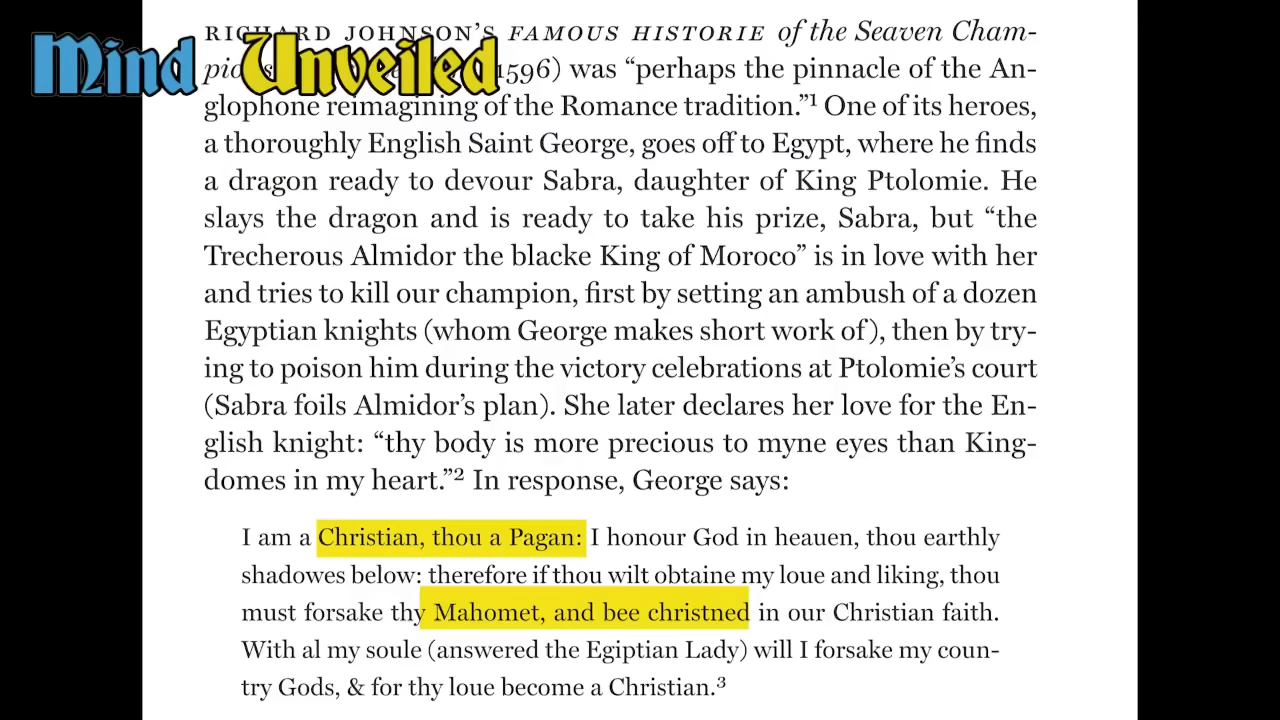 Mind Unveiled
RICHARD JOHNSON'S FAMOUS HISTORIE of the Seaven Cham-
1596) was “perhaps the pinnacle of the An-
glophone reimagining of the Romance tradition.”¹ One of its heroes,
a thoroughly English Saint George, goes off to Egypt, where he finds
a dragon ready to devour Sabra, daughter of King Ptolomie. He
slays the dragon and is ready to take his prize, Sabra, but “the
Trecherous Almidor the blacke King of Moroco” is in love with her
and tries to kill our champion, first by setting an ambush of a dozen
Egyptian knights (whom George makes short work of), then by try-
ing to poison him during the victory celebrations at Ptolomie’s court
(Sabra foils Almidor’s plan). She later declares her love for the En-
glish knight: “thy body is more precious to myne eyes than King-
domes in my heart.”² In response, George says:
I am a Christian, thou a Pagan: I honour God in heauen, thou earthly
shadowes below: therefore if thou wilt obtaine my loue and liking, thou
must forsake thy Mahomet, and bee christned in our Christian faith.
With al my soule (answered the Egiptian Lady) will I forsake my coun-
try Gods, & for thy loue become a Christian.³